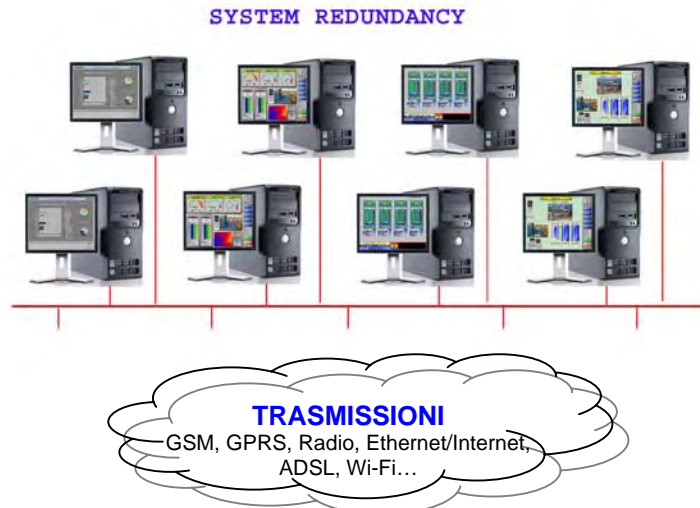 SYSTEM REDUNDANCY
TRASMISSIONI
GSM, GPRS, Radio, Ethernet/Internet,
ADSL, Wi-Fi…